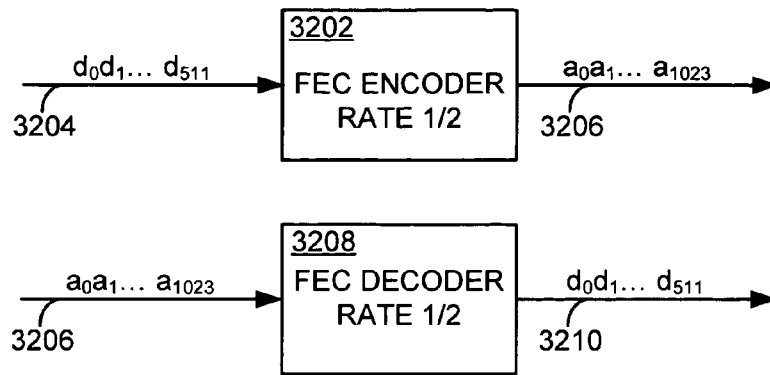 3202
d₀d₁... d₅₁₁
FEC ENCODER
RATE 1/2
a₀a₁... a₁₀₂₃
3204
3206
3208
a₀a₁... a₁₀₂₃
FEC DECODER
RATE 1/2
d₀d₁... d₅₁₁
3206
3210